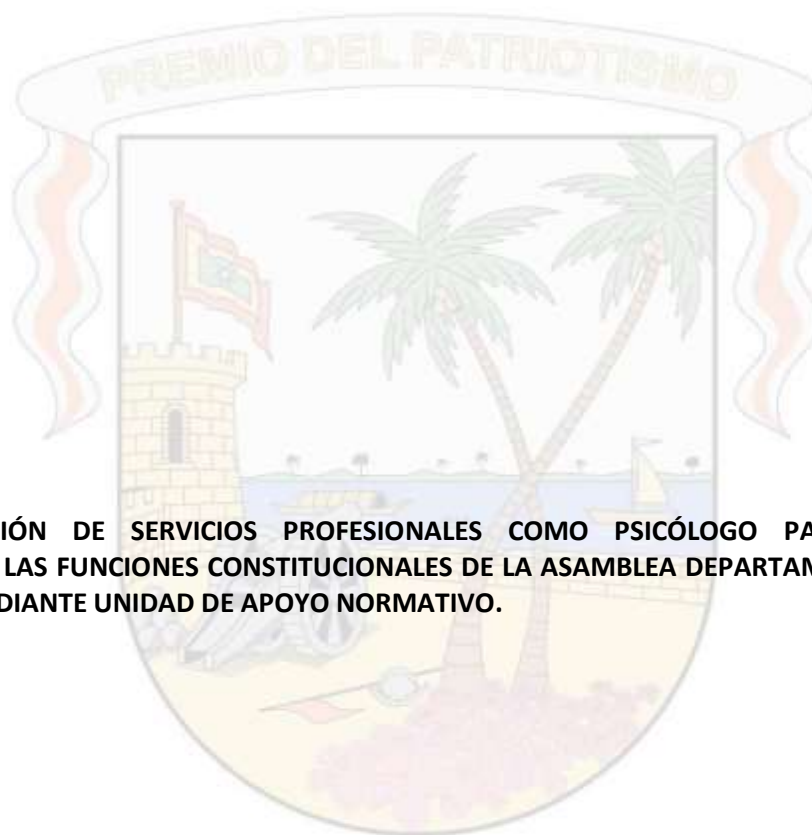 PREMIO DEL PATRIOTISMO
IÓN DE SERVICIOS PROFESIONALES COMO PSICÓLOGO PA
LAS FUNCIONES CONSTITUCIONALES DE LA ASAMBLEA DEPARTAM
DIANTE UNIDAD DE APOYO NORMATIVO.